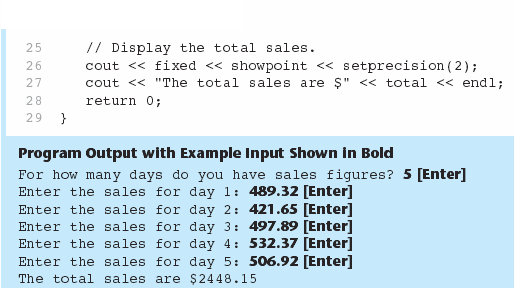 25 // Display the total sales.
26 cout << fixed << showpoint << setprecision(2);
27 cout << "The total sales are $" << total << endl;
28 return 0;
29 }
Program Output with Example Input Shown in Bold
For how many days do you have sales figures? 5 [Enter]
Enter the sales for day 1: 489.32 [Enter]
Enter the sales for day 2: 421.65 [Enter]
Enter the sales for day 3: 497.89 [Enter]
Enter the sales for day 4: 532.37 [Enter]
Enter the sales for day 5: 506.92 [Enter]
The total sales are $2448.15